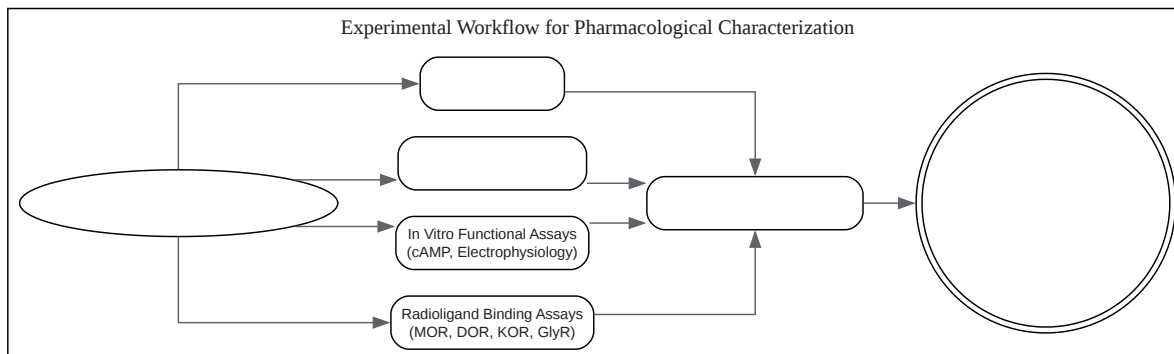 Experimental Workflow for Pharmacological Characterization
In Vitro Functional Assays
(cAMP, Electrophysiology)
Radioligand Binding Assays
(MOR, DOR, KOR, GlyR)